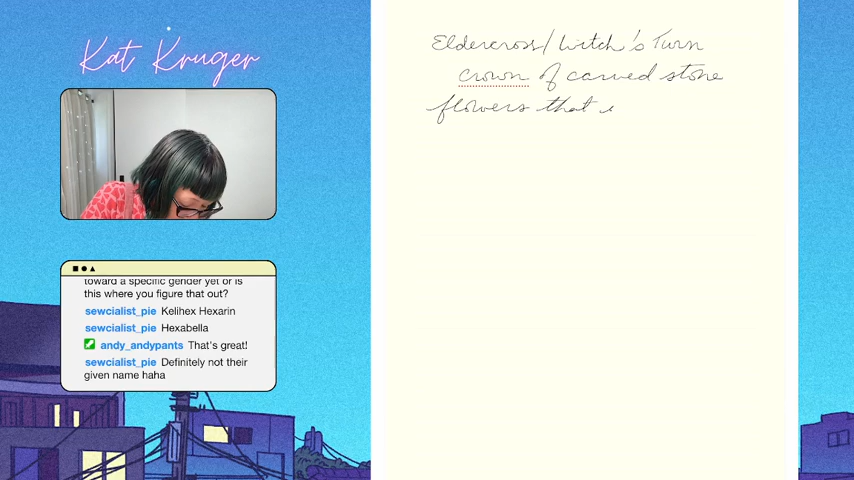 Kat Kruger
Eldercross/Witch's Turn
crown of carved stone
flowers that
toward a specific gender yet or is
this where you figure that out?
sewcialist_pie Kelihex Hexarin
sewcialist_pie Hexabella
andy_andypants That's great!
sewcialist_pie Definitely not their
given name haha